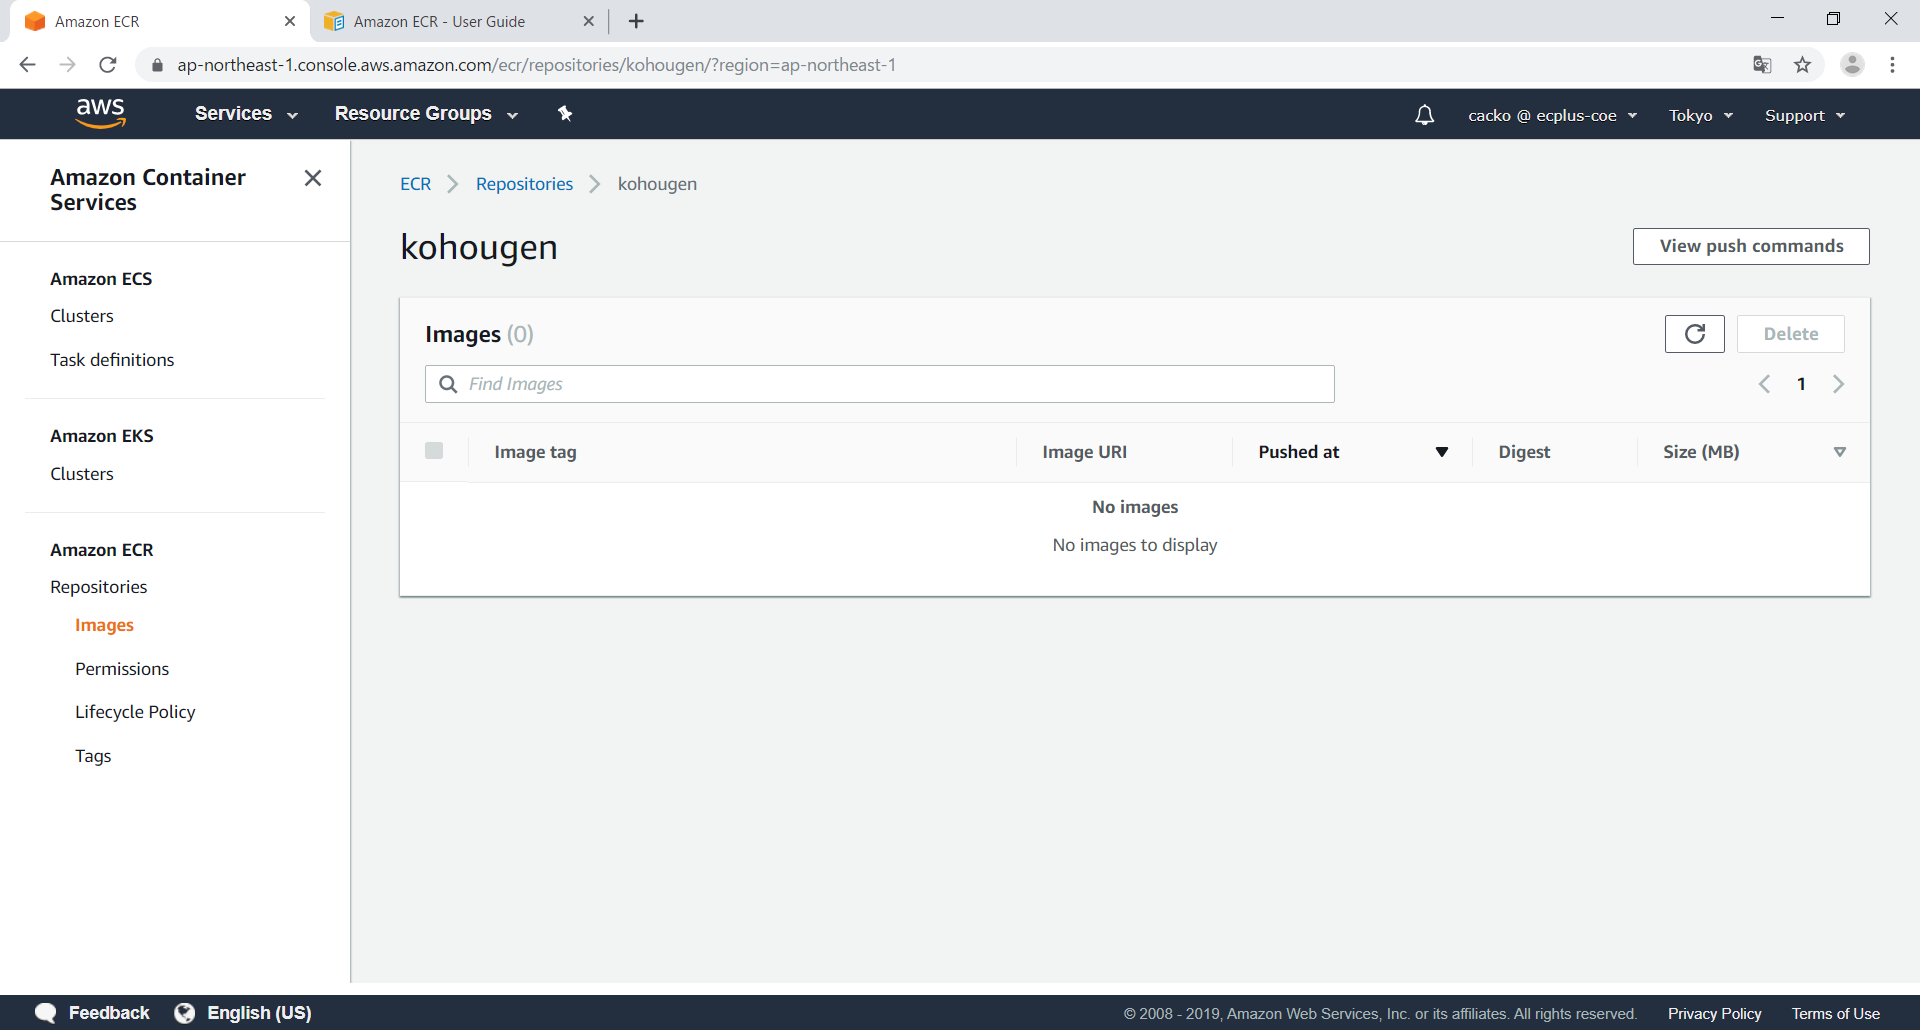 Amazon ECR
Amazon ECR - User Guide
ap-northeast-1.console.aws.amazon.com/ecr/repositories/kohougen/?region=ap-northeast-1
aws
Services
Resource Groups
cacko @ ecplus-coe
Tokyo
Support
Amazon Container
Services
Amazon ECS
Clusters
Task definitions
Amazon EKS
Clusters
Amazon ECR
Repositories
Images
Permissions
Lifecycle Policy
Tags
ECR
Repositories
kohougen
kohougen
View push commands
Images (0)
Delete
Find Images
1
Image tag
Image URI
Pushed at
Digest
Size (MB)
No images
No images to display
Feedback
English (US)
© 2008 - 2019, Amazon Web Services, Inc. or its affiliates. All rights reserved.
Privacy Policy
Terms of Use